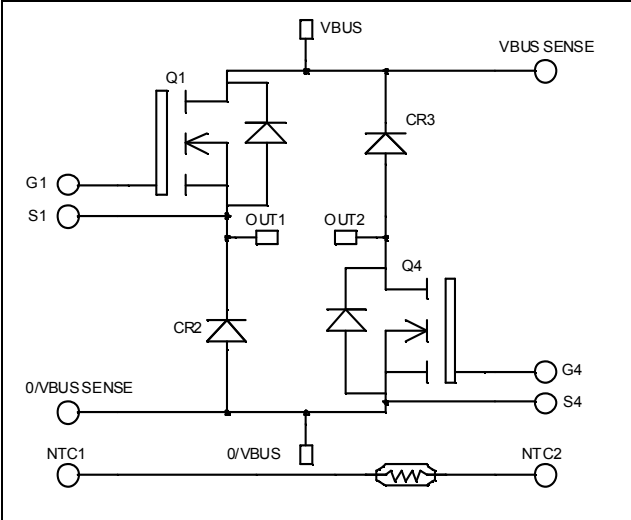 VBUS
VBUS SENSE
Q1
CR3
G1
S1
OUT1
OUT2
Q4
CR2
G4
0/VBUS SENSE
S4
NTC1
0/VBUS
NTC2